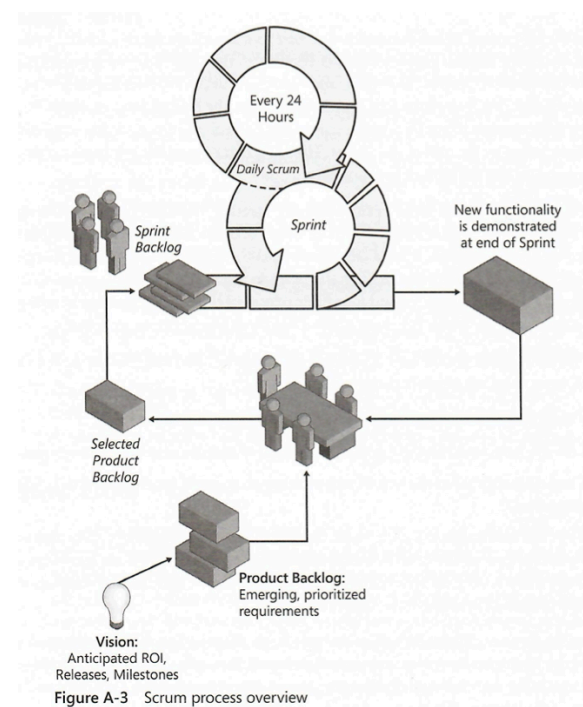 Every 24
Hours
Daily Scrum
Sprint
Sprint
Backlog
New functionality
is demonstrated
at end of Sprint
Selected
Product
Backlog
Product Backlog:
Emerging, prioritized
requirements
Vision:
Anticipated ROI,
Releases, Milestones
Figure A-3 Scrum process overview